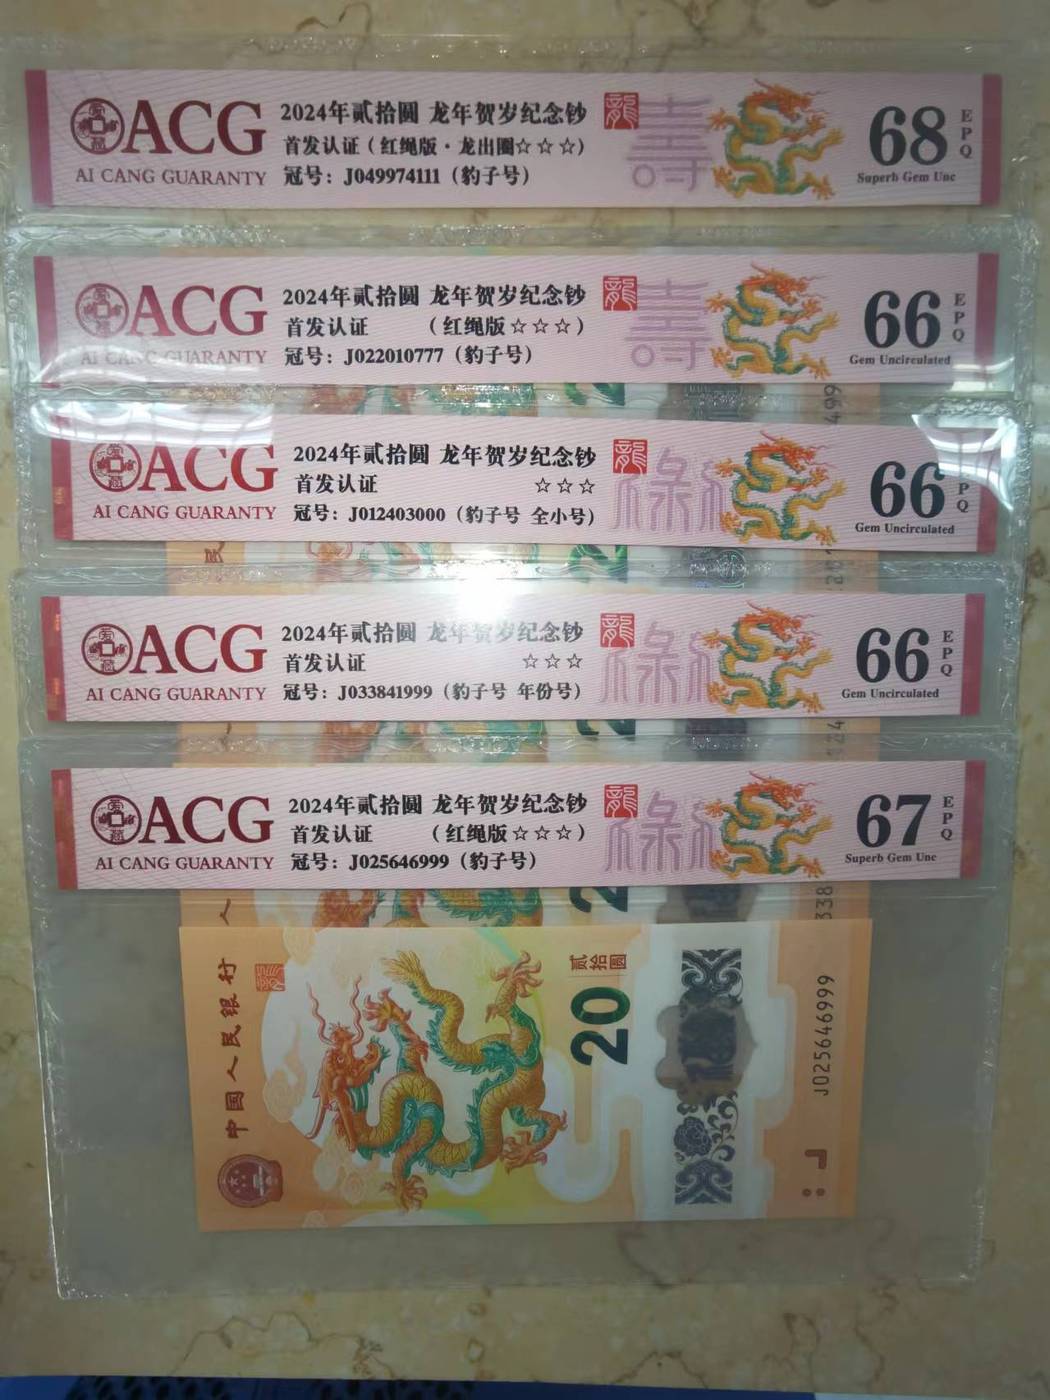 ACG
AI CANG GUARANTY
2024年贰拾圆 龙年贺岁纪念钞
首发认证（红绳版·龙出圈☆☆☆）
冠号：J049974111（豹子号）
龍
壽
68
EPQ
Superb Gem Unc
ACG
AI CANG GUARANTY
2024年贰拾圆 龙年贺岁纪念钞
首发认证 （红绳版☆☆☆）
冠号：J022010777（豹子号）
龍
壽
66
EPQ
Gem Uncirculated
ACG
AI CANG GUARANTY
2024年贰拾圆 龙年贺岁纪念钞
首发认证 ☆☆☆
冠号：J012403000（豹子号 全小号）
龍
祿
66
EPQ
Gem Uncirculated
ACG
AI CANG GUARANTY
2024年贰拾圆 龙年贺岁纪念钞
首发认证 ☆☆☆
冠号：J033841999（豹子号 年份号）
龍
祿
66
EPQ
Gem Uncirculated
ACG
AI CANG GUARANTY
2024年贰拾圆 龙年贺岁纪念钞
首发认证 （红绳版☆☆☆）
冠号：J025646999（豹子号）
龍
祿
67
EPQ
Superb Gem Unc
中国人民银行
贰拾圆
20
J025646999